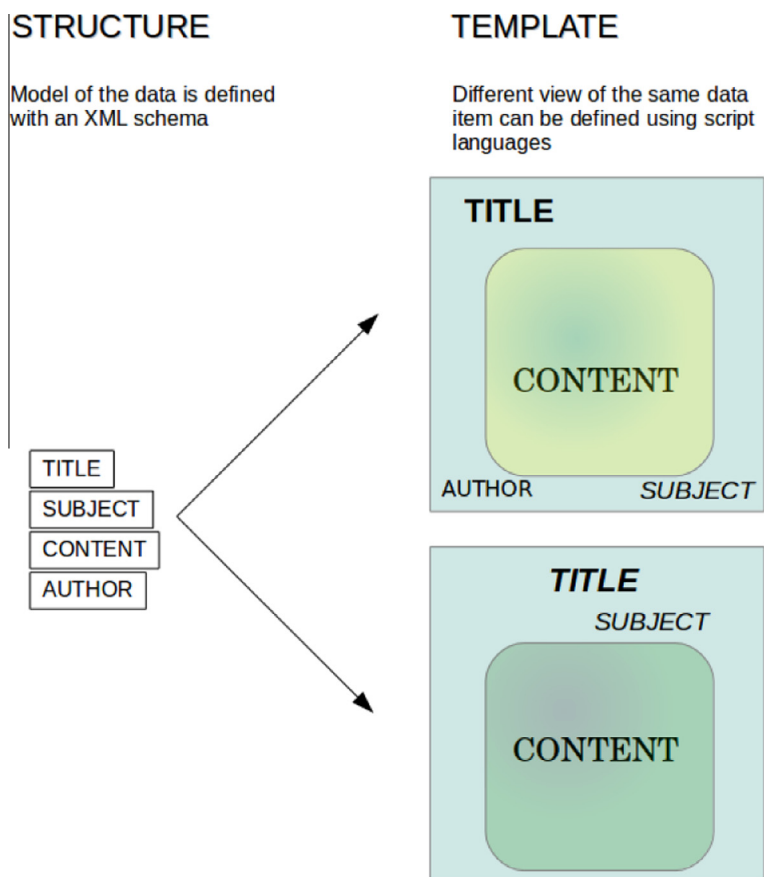 STRUCTURE
Model of the data is defined
with an XML schema
TITLE
SUBJECT
CONTENT
AUTHOR
TEMPLATE
Different view of the same data
item can be defined using script
languages
TITLE
CONTENT
AUTHOR SUBJECT
TITLE
SUBJECT
CONTENT